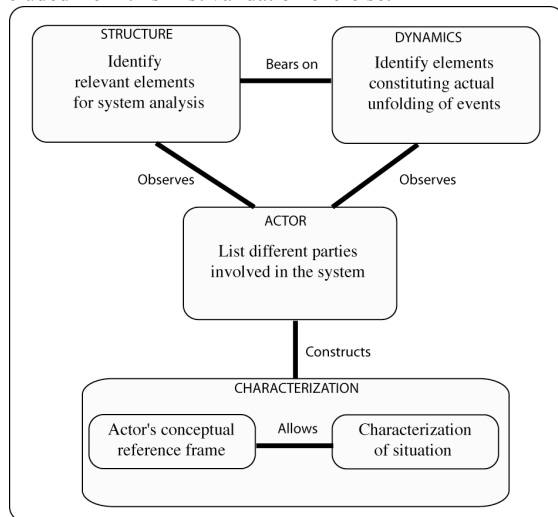 STRUCTURE
Identify
relevant elements
for system analysis
Bears on
DYNAMICS
Identify elements
constituting actual
unfolding of events
Observes
Observes
ACTOR
List different parties
involved in the system
Constructs
CHARACTERIZATION
Actor's conceptual
reference frame
Allows
Characterization
of situation